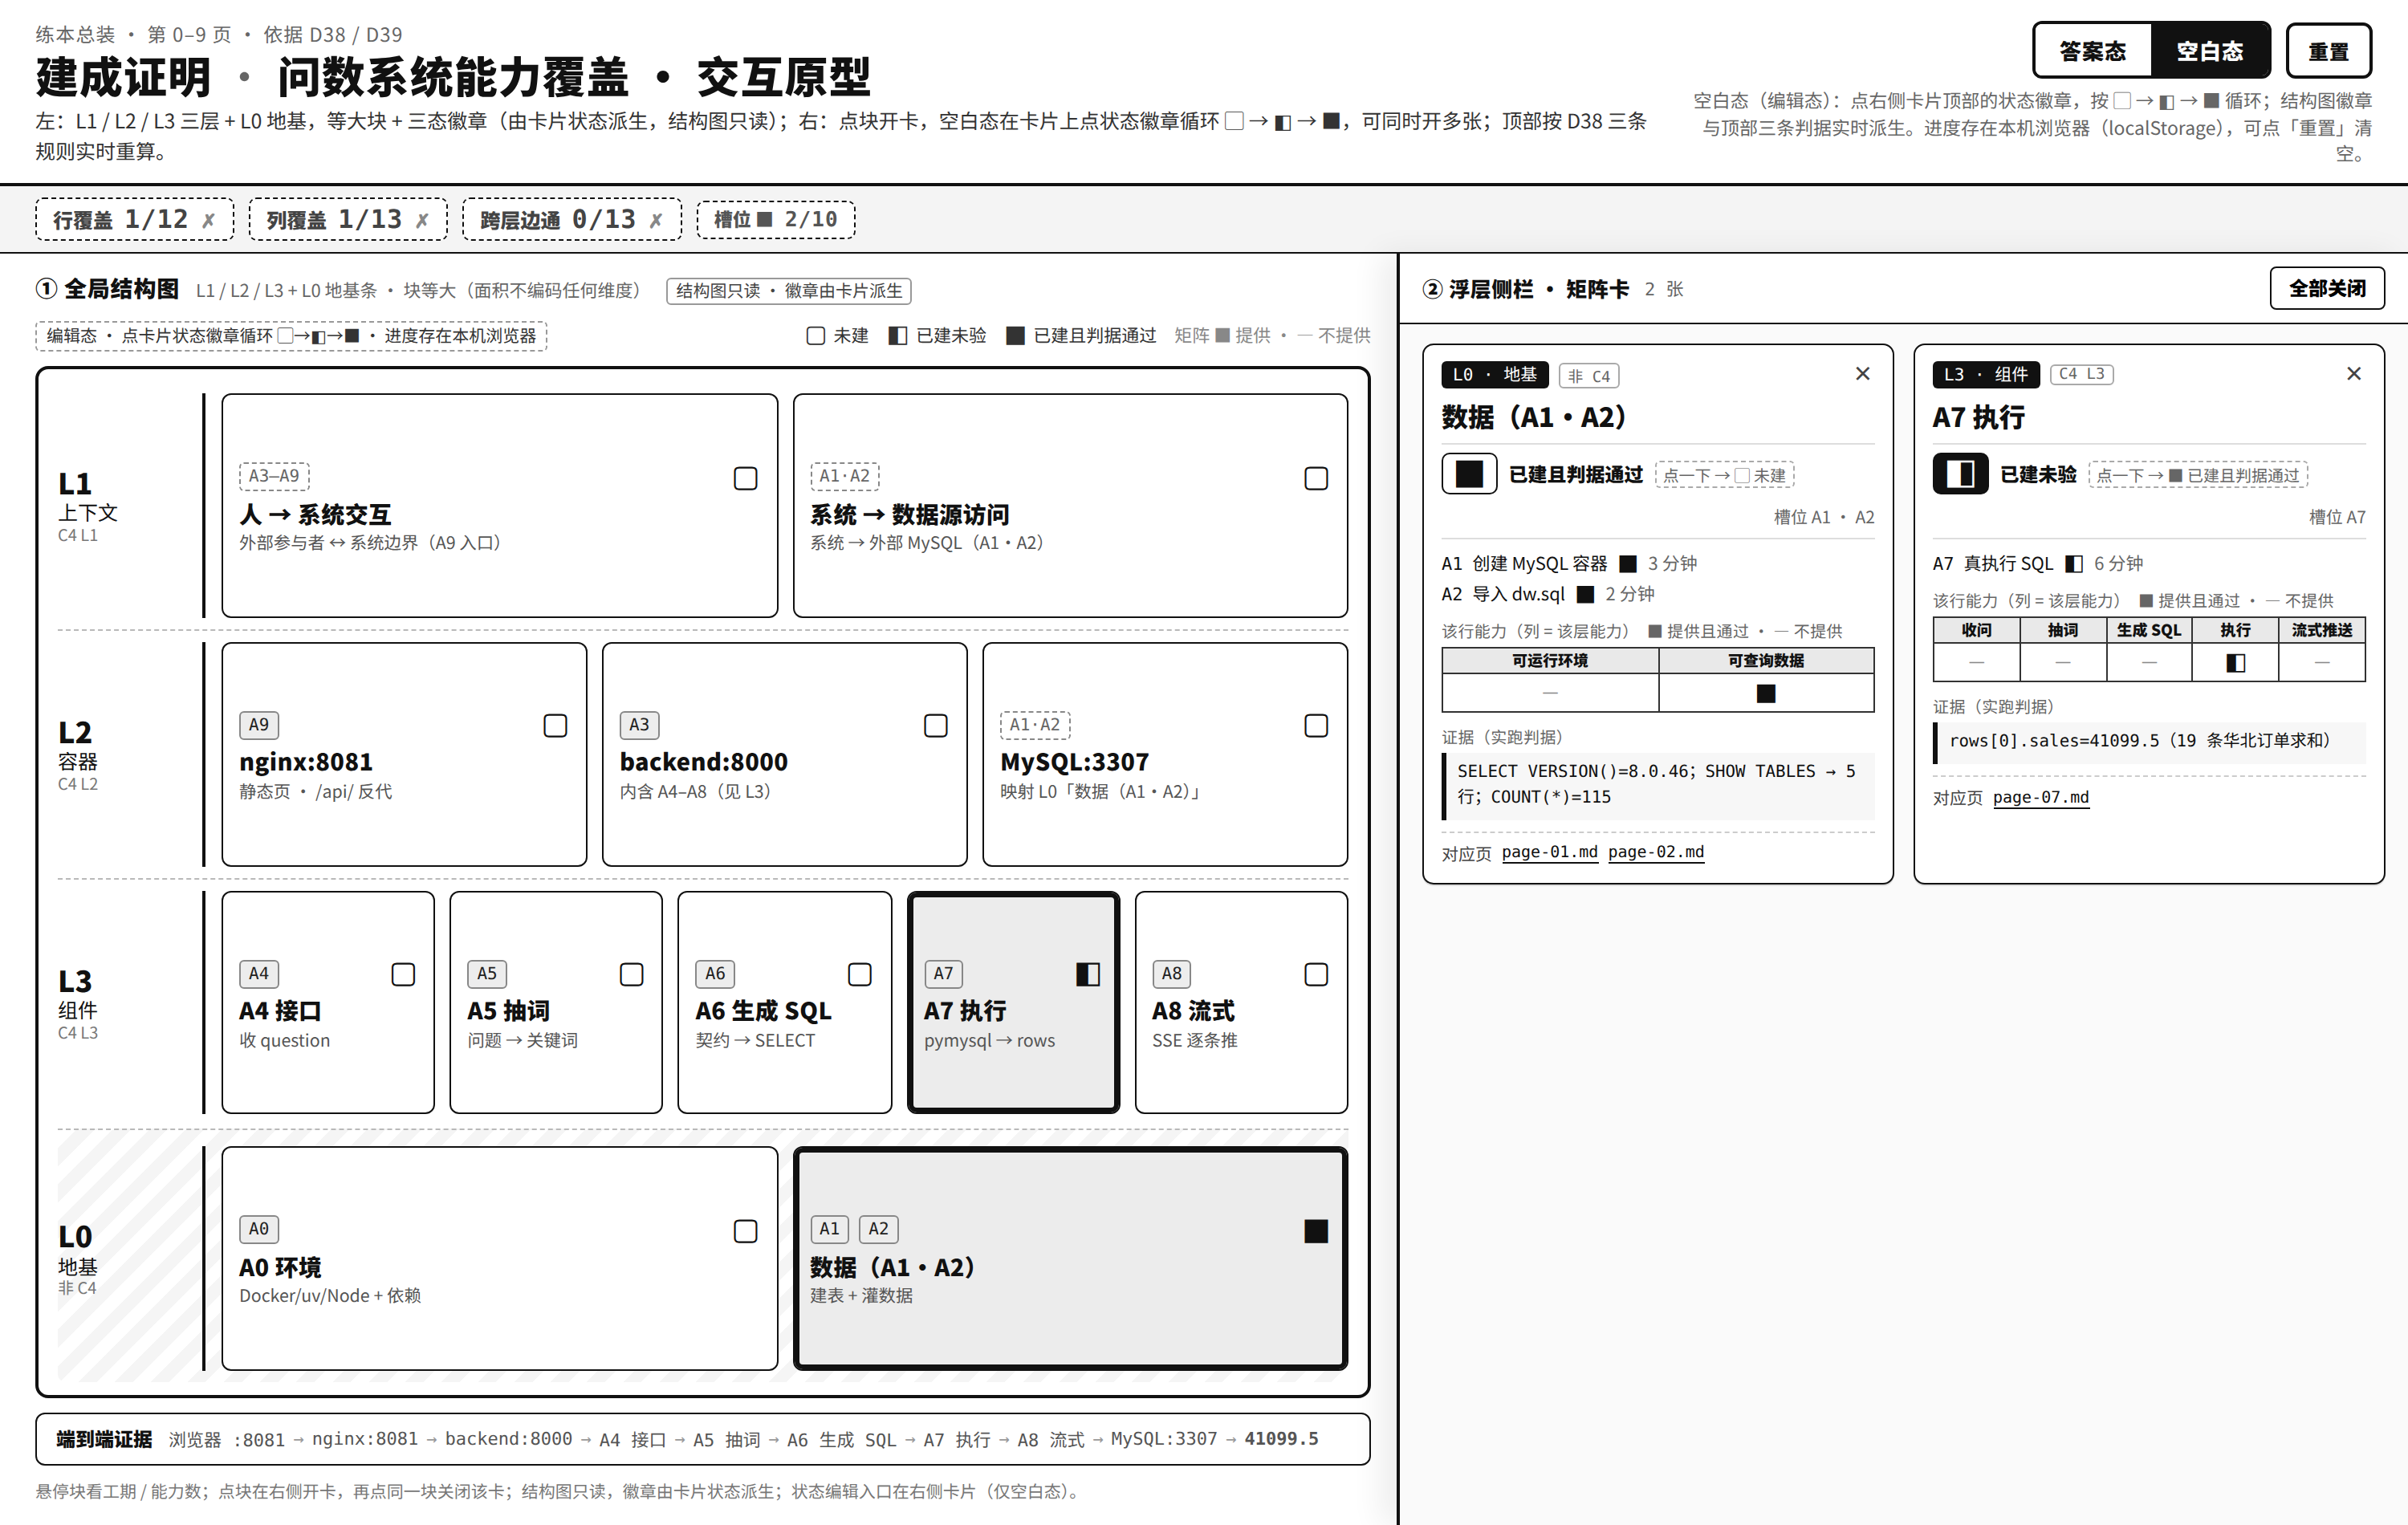 练本总装 · 第 0–9 页 · 依据 D38 / D39
建成证明 · 问数系统能力覆盖 · 交互原型
左：L1 / L2 / L3 三层 + L0 地基，等大块 + 三态徽章（由卡片状态派生，结构图只读）；右：点块开卡，空白态在卡片上点状态徽章循环 □ → ◧ → ■，可同时开多张；顶部按 D38 三条
规则实时重算。
答案态 空白态 重置
空白态（编辑态）：点右侧卡片顶部的状态徽章，按 □ → ◧ → ■ 循环；结构图徽章
与顶部三条判据实时派生。进度存在本机浏览器（localStorage），可点「重置」清
空。
行覆盖 1/12 ✗ 列覆盖 1/13 ✗ 跨层边通 0/13 ✗ 槽位 ■ 2/10
① 全局结构图 L1 / L2 / L3 + L0 地基条 · 块等大（面积不编码任何维度） 结构图只读 · 徽章由卡片派生
编辑态 · 点卡片状态徽章循环 □→◧→■ · 进度存在本机浏览器
▢ 未建 ◧ 已建未验 ■ 已建且判据通过 矩阵 ■ 提供 · — 不提供
L1
上下文
C4 L1
A3–A9 ▢
人 → 系统交互
外部参与者 ↔ 系统边界（A9 入口）
A1·A2 ▢
系统 → 数据源访问
系统 → 外部 MySQL（A1·A2）
L2
容器
C4 L2
A9 ▢
nginx:8081
静态页 · /api/ 反代
A3 ▢
backend:8000
内含 A4–A8（见 L3）
A1·A2 ▢
MySQL:3307
映射 L0「数据（A1·A2）」
L3
组件
C4 L3
A4 ▢
A4 接口
收 question
A5 ▢
A5 抽词
问题 → 关键词
A6 ▢
A6 生成 SQL
契约 → SELECT
A7 ◧
A7 执行
pymysql → rows
A8 ▢
A8 流式
SSE 逐条推
L0
地基
非 C4
A0 ▢
A0 环境
Docker/uv/Node + 依赖
A1 A2 ■
数据（A1·A2）
建表 + 灌数据
端到端证据 浏览器 :8081 → nginx:8081 → backend:8000 → A4 接口 → A5 抽词 → A6 生成 SQL → A7 执行 → A8 流式 → MySQL:3307 → 41099.5
悬停块看工期 / 能力数；点块在右侧开卡，再点同一块关闭该卡；结构图只读，徽章由卡片状态派生；状态编辑入口在右侧卡片（仅空白态）。
② 浮层侧栏 · 矩阵卡 2 张 全部关闭
L0 · 地基 非 C4 ✕
数据（A1·A2）
■ 已建且判据通过 点一下 → □ 未建
槽位 A1 · A2
A1 创建 MySQL 容器 ■ 3 分钟
A2 导入 dw.sql ■ 2 分钟
该行能力（列 = 该层能力） ■ 提供且通过 · — 不提供
可运行环境 可查询数据
— ■
证据（实跑判据）
SELECT VERSION()=8.0.46；SHOW TABLES → 5
行；COUNT(*)=115
对应页 page-01.md page-02.md
L3 · 组件 C4 L3 ✕
A7 执行
◧ 已建未验 点一下 → ■ 已建且判据通过
槽位 A7
A7 真执行 SQL ◧ 6 分钟
该行能力（列 = 该层能力） ■ 提供且通过 · — 不提供
收问 抽词 生成 SQL 执行 流式推送
— — — ◧ —
证据（实跑判据）
rows[0].sales=41099.5（19 条华北订单求和）
对应页 page-07.md